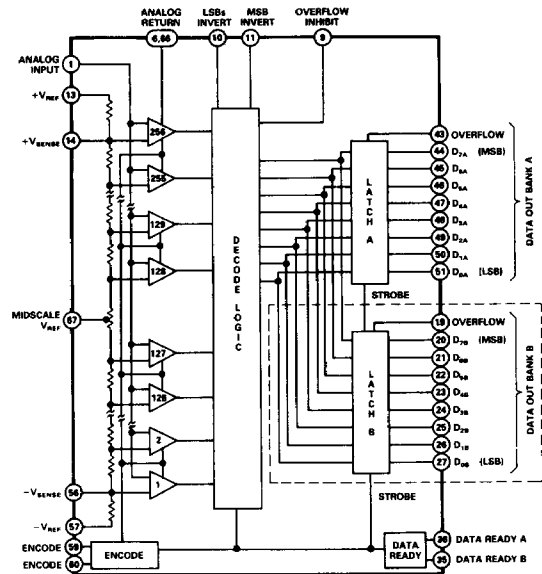 ANALOG
RETURN
LSBs
INVERT
MSB
INVERT
OVERFLOW
INHIBIT
6,66
10
11
9
ANALOG
INPUT
1
+VREF
13
+VSENSE
14
256
255
129
128
MIDSCALE
VREF
67
127
126
2
1
DECODE LOGIC
LATCH A
43 OVERFLOW
44 D7A (MSB)
45 D6A
46 D5A
47 D4A
48 D3A
49 D2A
50 D1A
51 D0A (LSB)
DATA OUT BANK A
STROBE
LATCH B
19 OVERFLOW
20 D7B (MSB)
21 D6B
22 D5B
23 D4B
24 D3B
25 D2B
26 D1B
27 D0B (LSB)
DATA OUT BANK B
STROBE
-VSENSE
56
-VREF
57
ENCODE
59
ENCODE
60
ENCODE
DATA
READY
36 DATA READY A
35 DATA READY B